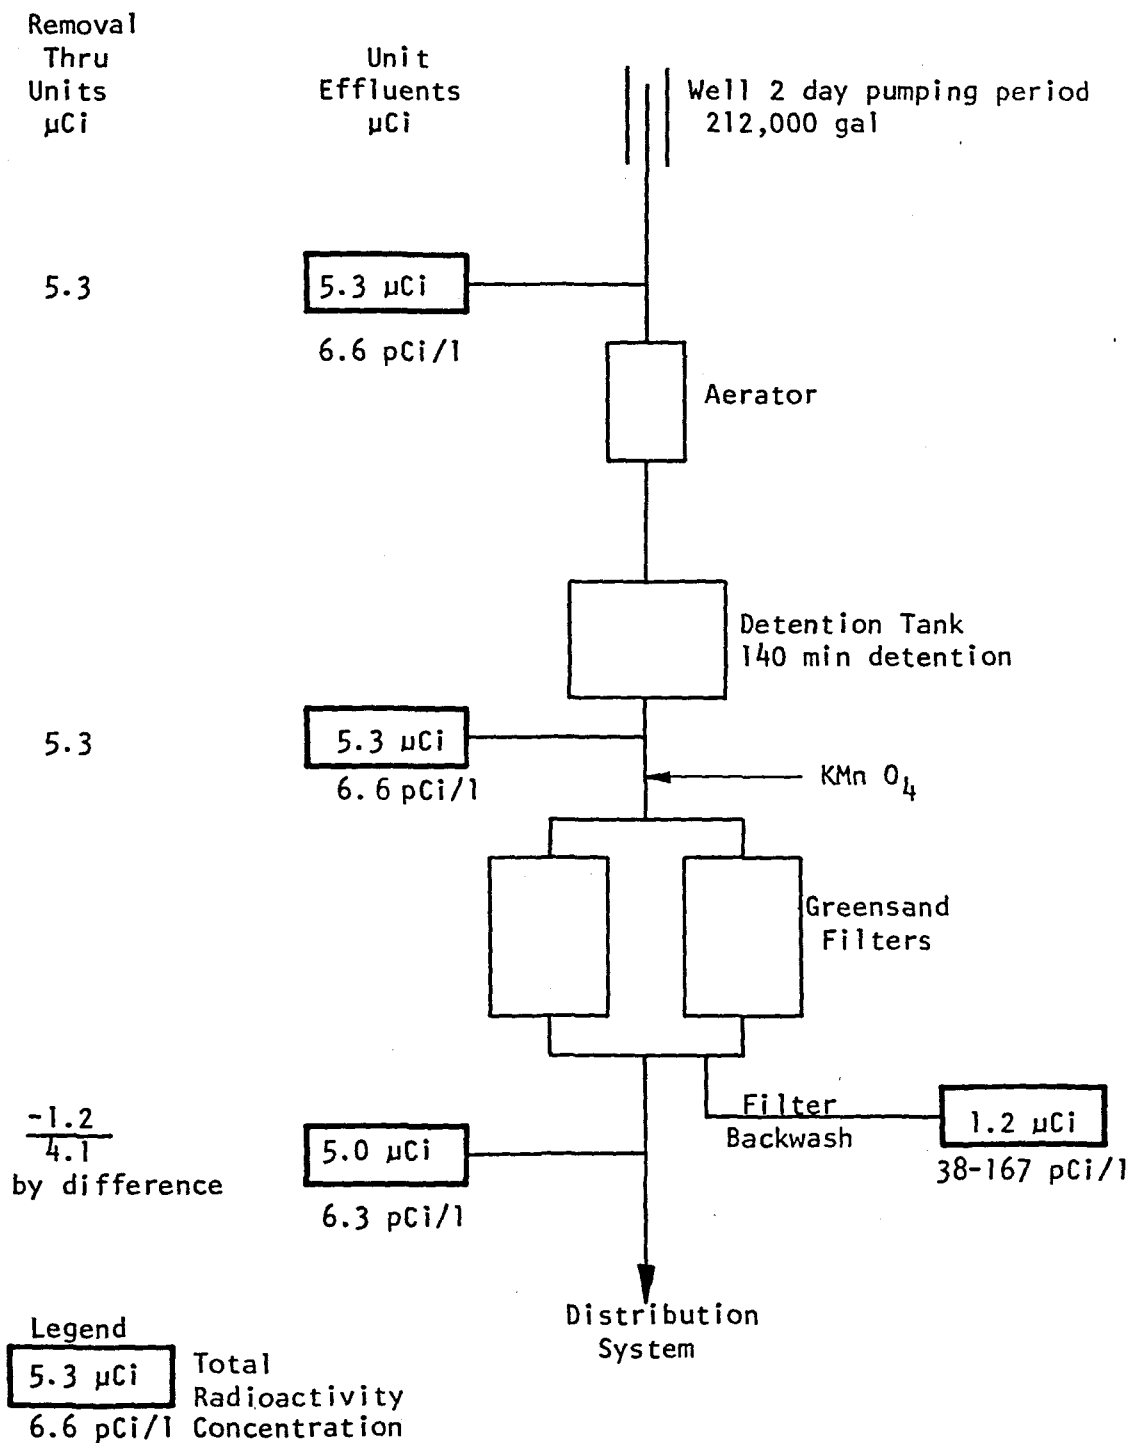 Removal
Thru
Units
µCi
Unit
Effluents
µCi
Well 2 day pumping period
212,000 gal
5.3
5.3 µCi
6.6 pCi/l
Aerator
Detention Tank
140 min detention
5.3
5.3 µCi
6.6 pCi/l
KMn O4
Greensand
Filters
-1.2
4.1
by difference
5.0 µCi
6.3 pCi/l
Filter
Backwash
1.2 µCi
38-167 pCi/l
Distribution
System
Legend
5.3 µCi
Total
Radioactivity
6.6 pCi/l Concentration